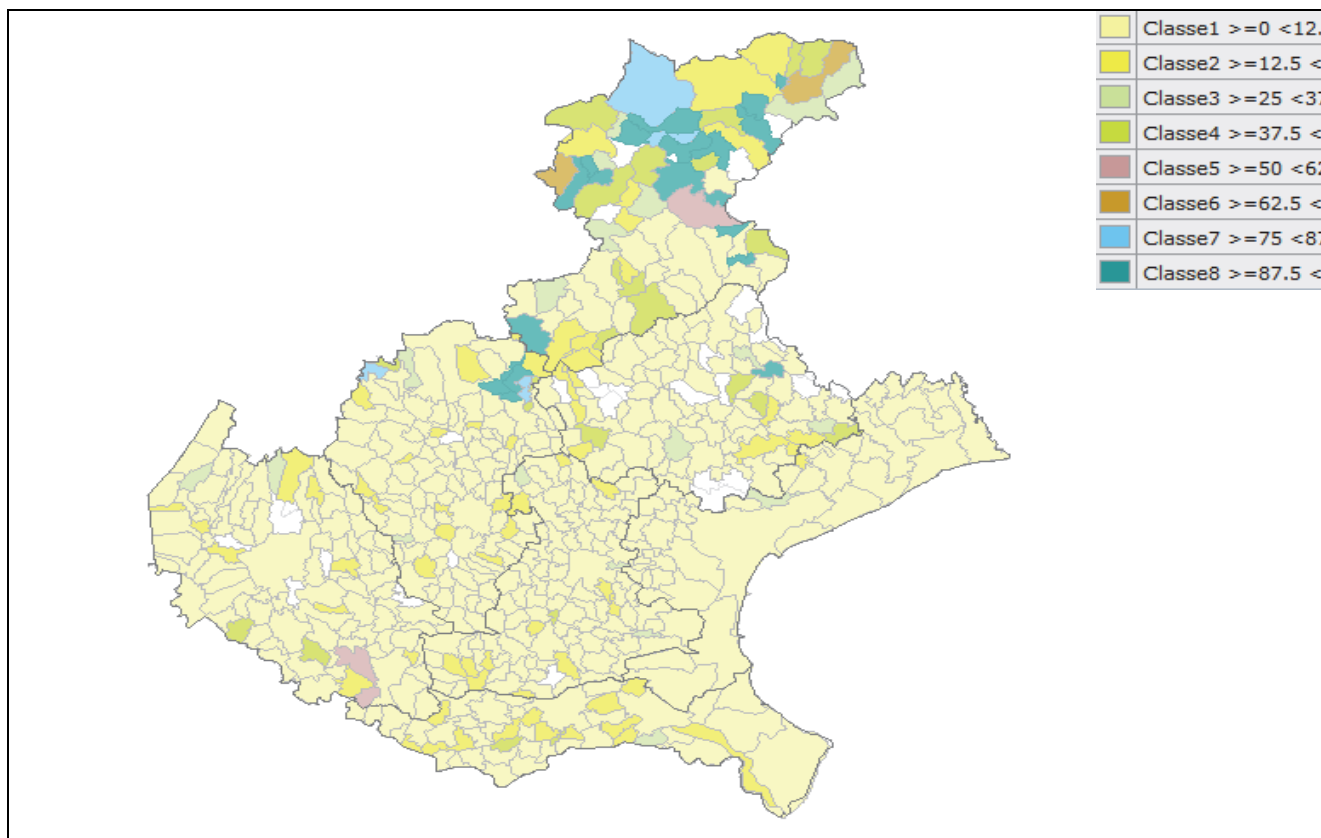 Classe1 >=0 <12.
Classe2 >=12.5 <
Classe3 >=25 <37
Classe4 >=37.5 <
Classe5 >=50 <62
Classe6 >=62.5 <
Classe7 >=75 <87
Classe8 >=87.5 <